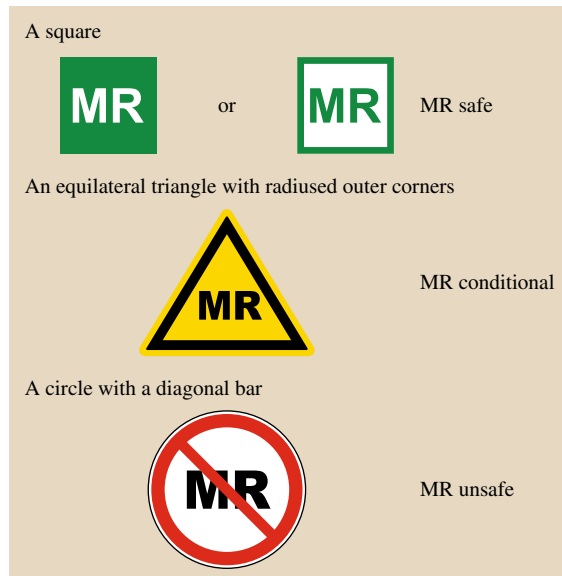 A square
MR or MR MR safe
An equilateral triangle with radiused outer corners
MR MR conditional
A circle with a diagonal bar
MR MR unsafe